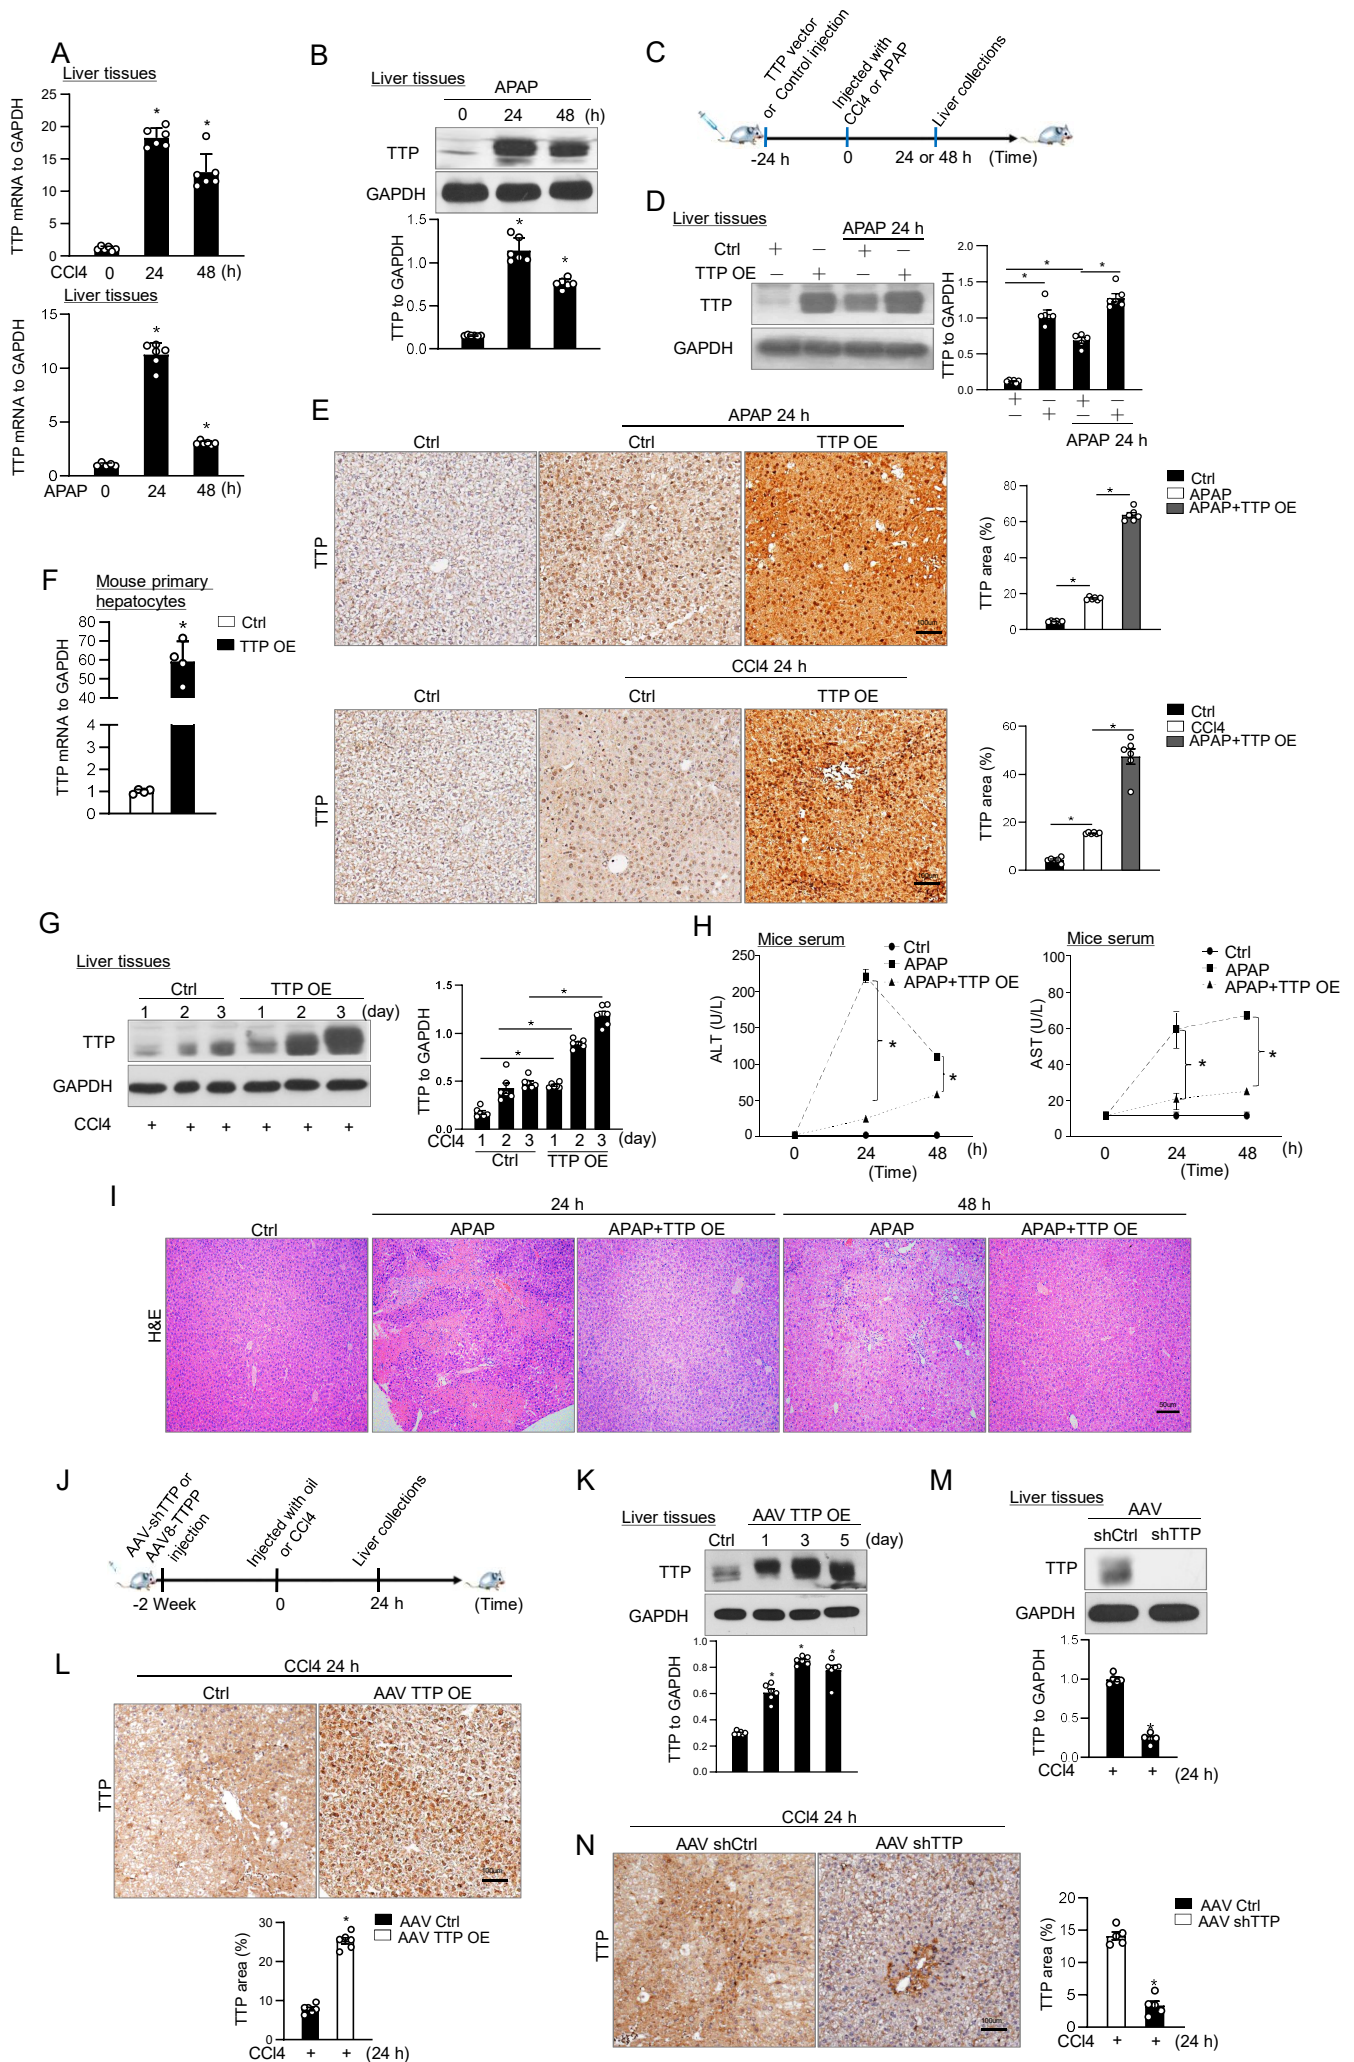 A
Liver tissues
TTP mRNA to GAPDH
25
20
15
10
5
0
* *
CCl4 0 24 48 (h)
Liver tissues
TTP mRNA to GAPDH
15
10
5
0
* *
APAP 0 24 48 (h)
B
Liver tissues
APAP
0 24 48 (h)
TTP
GAPDH
TTP to GAPDH
1.5
1.0
0.5
0.0
* *
C
TTP vector
or Control injection
Injected with
CCl4 or APAP
Liver collections
-24 h 0 24 or 48 h (Time)
D
Liver tissues
APAP 24 h
Ctrl + − + −
TTP OE − + − +
TTP
GAPDH
TTP to GAPDH
2.0
1.5
1.0
0.5
0.0
* * *
+ − + −
− + − +
APAP 24 h
E
APAP 24 h
Ctrl Ctrl TTP OE
TTP
100um
TTP area (%)
80
60
40
20
0
* *
Ctrl
APAP
APAP+TTP OE
CCl4 24 h
Ctrl Ctrl TTP OE
TTP
100um
TTP area (%)
60
40
20
0
* *
Ctrl
CCl4
APAP+TTP OE
F
Mouse primary
hepatocytes
Ctrl
TTP OE
TTP mRNA to GAPDH
80
70
60
50
40
4
3
2
1
0
*
G
Liver tissues
Ctrl TTP OE
1 2 3 1 2 3 (day)
TTP
GAPDH
CCl4 + + + + + +
TTP to GAPDH
1.5
1.0
0.5
0.0
* * *
CCl4 1 2 3 1 2 3 (day)
Ctrl TTP OE
H
Mice serum
Ctrl
APAP
APAP+TTP OE
ALT (U/L)
250
200
150
100
50
0
* *
0 24 48 (h)
(Time)
Mice serum
Ctrl
APAP
APAP+TTP OE
AST (U/L)
100
80
60
40
20
0
* *
0 24 48 (h)
(Time)
I
24 h 48 h
Ctrl APAP APAP+TTP OE APAP APAP+TTP OE
H&E
50um
J
AAV-shTTP or
AAV8-TTPP
injection
Injected with oil
or CCl4
Liver collections
-2 Week 0 24 h (Time)
K
Liver tissues
AAV TTP OE
Ctrl 1 3 5 (day)
TTP
GAPDH
TTP to GAPDH
1.0
0.8
0.6
0.4
0.2
0.0
* * *
L
CCl4 24 h
Ctrl AAV TTP OE
TTP
100um
TTP area (%)
30
20
10
0
*
AAV Ctrl
AAV TTP OE
CCl4 + + (24 h)
M
Liver tissues
AAV
shCtrl shTTP
TTP
GAPDH
TTP to GAPDH
1.5
1.0
0.5
0.0
*
CCl4 + + (24 h)
N
CCl4 24 h
AAV shCtrl AAV shTTP
TTP
100um
TTP area (%)
20
15
10
5
0
*
AAV Ctrl
AAV shTTP
CCl4 + + (24 h)